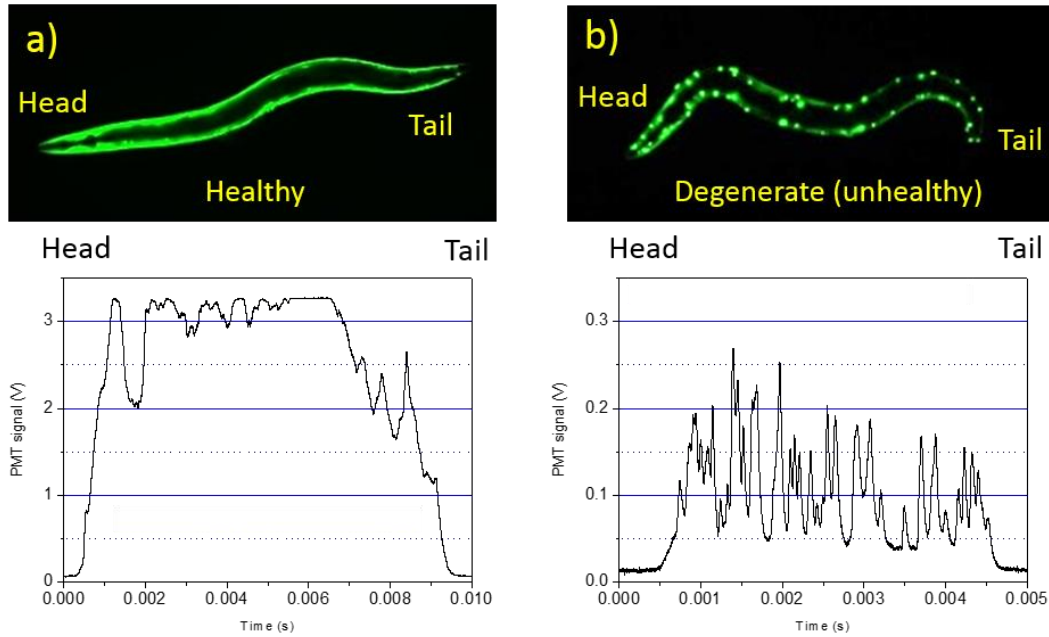 a)
Head
Tail
Healthy
b)
Head
Tail
Degenerate (unhealthy)
Head Tail
3
2
1
0
PMT signal (V)
0.000 0.002 0.004 0.006 0.008 0.010
Time (s)
Head Tail
0.3
0.2
0.1
0.0
PMT signal (V)
0.000 0.001 0.002 0.003 0.004 0.005
Time (s)